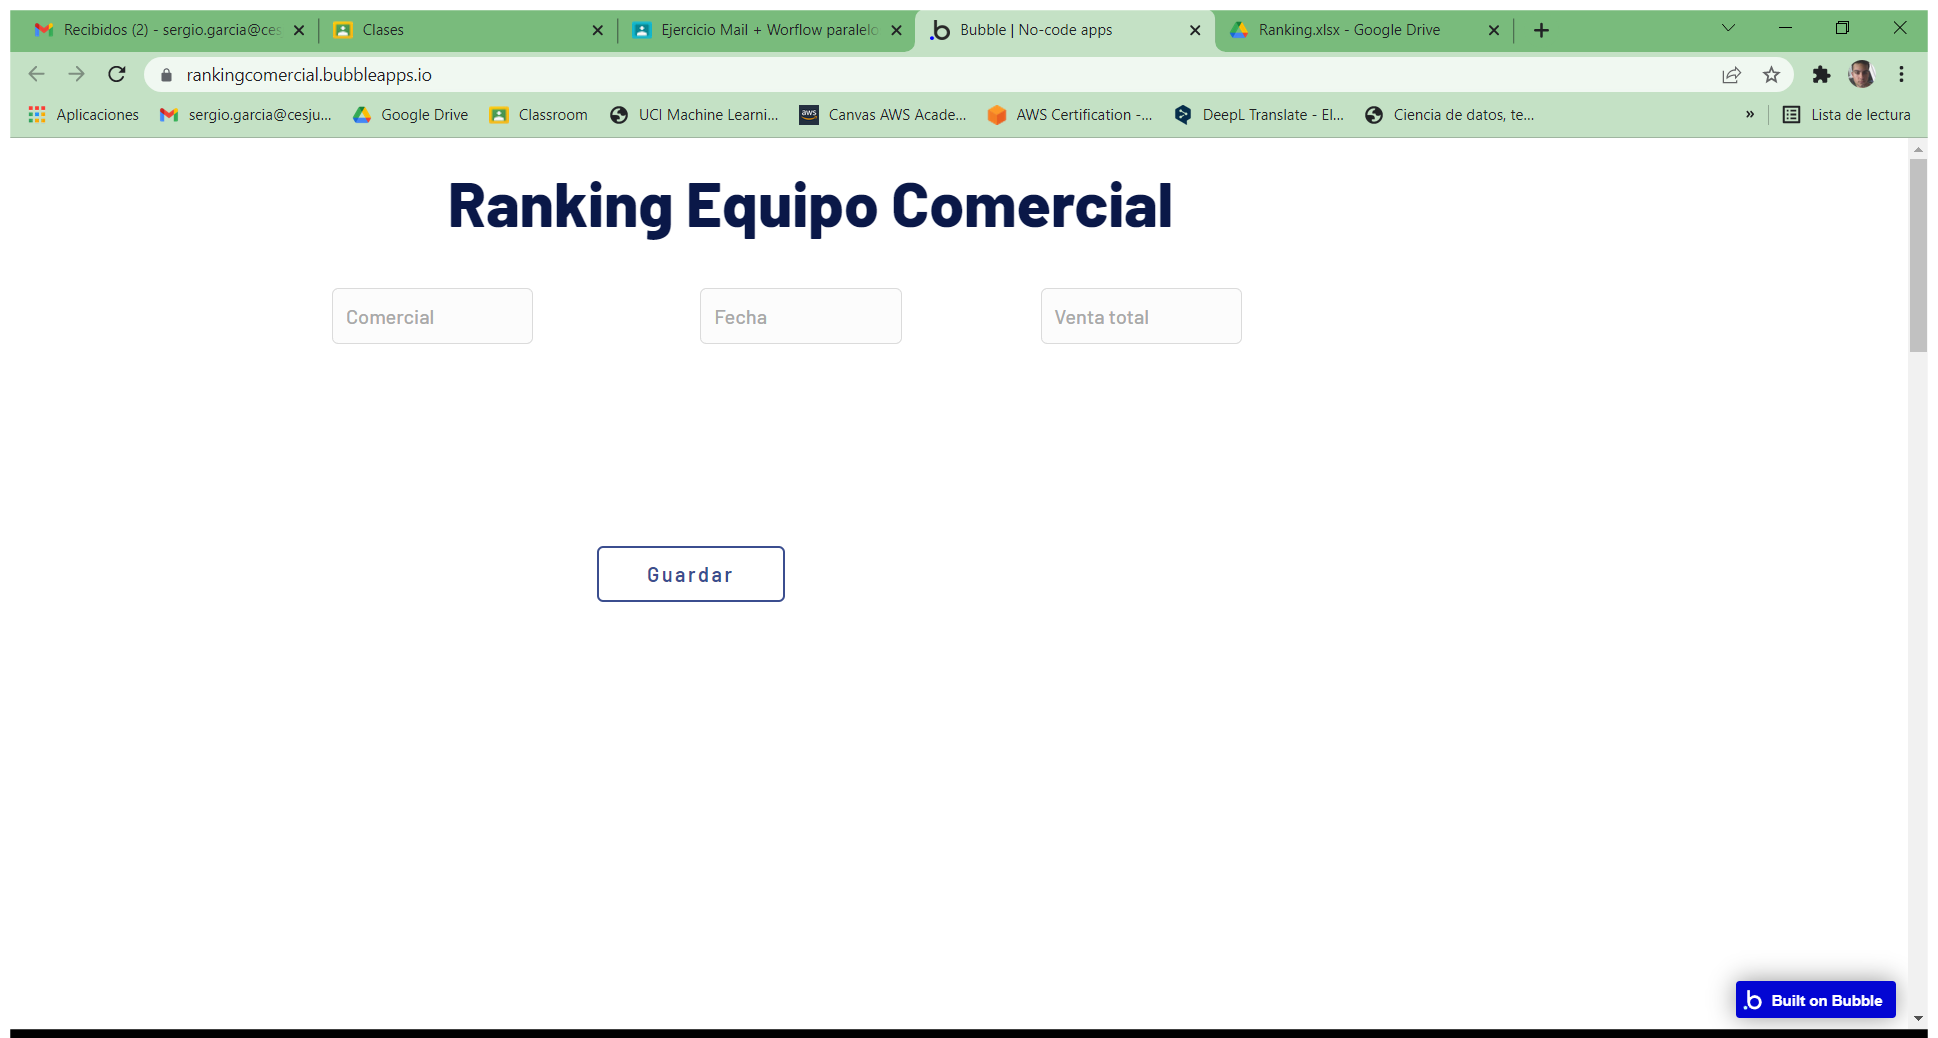 Recibidos (2) - sergio.garcia@ces
Clases
Ejercicio Mail + Worflow paralelo
Bubble | No-code apps
Ranking.xlsx - Google Drive
rankingcomercial.bubbleapps.io
Aplicaciones
sergio.garcia@cesju...
Google Drive
Classroom
UCI Machine Learni...
aws
Canvas AWS Acade...
AWS Certification -...
DeepL Translate - El...
Ciencia de datos, te...
»
Lista de lectura
Ranking Equipo Comercial
Comercial
Fecha
Venta total
Guardar
.b Built on Bubble